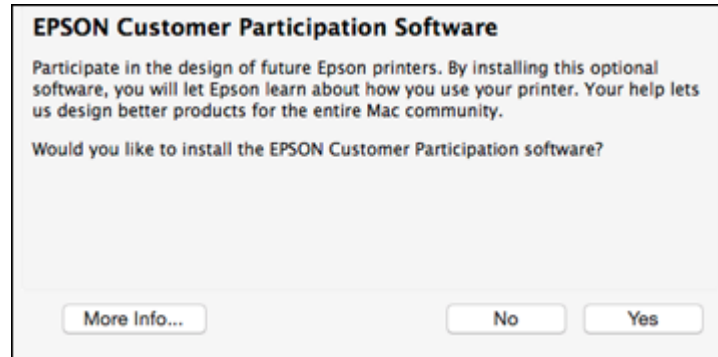 EPSON Customer Participation Software
Participate in the design of future Epson printers. By installing this optional
software, you will let Epson learn about how you use your printer. Your help lets
us design better products for the entire Mac community.
Would you like to install the EPSON Customer Participation software?
More Info... No Yes